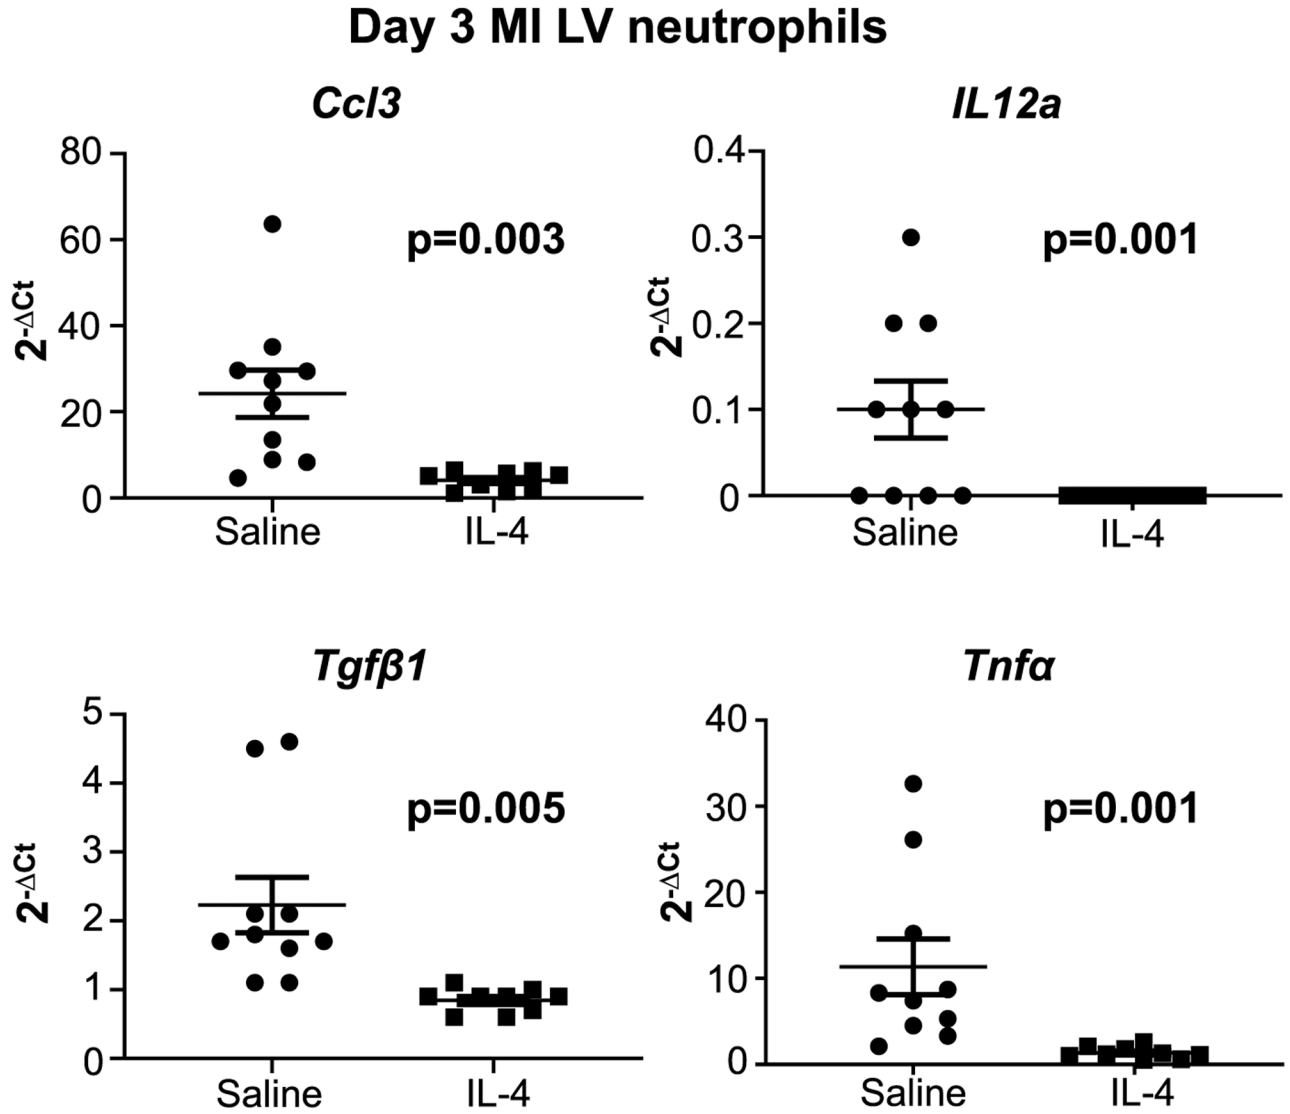 Day 3 MI LV neutrophils
Ccl3
80
60
40
20
0
2-ΔCt
p=0.003
Saline
IL-4
IL12a
0.4
0.3
0.2
0.1
0
2-ΔCt
p=0.001
Saline
IL-4
Tgfβ1
5
4
3
2
1
0
2-ΔCt
p=0.005
Saline
IL-4
Tnfα
40
30
20
10
0
2-ΔCt
p=0.001
Saline
IL-4